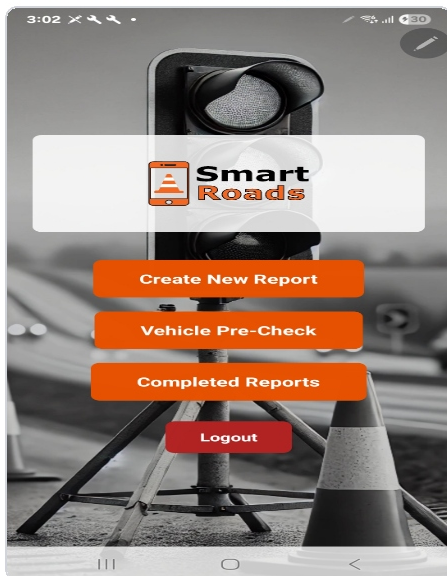 3:02
30
Smart
Roads
Create New Report
Vehicle Pre-Check
Completed Reports
Logout